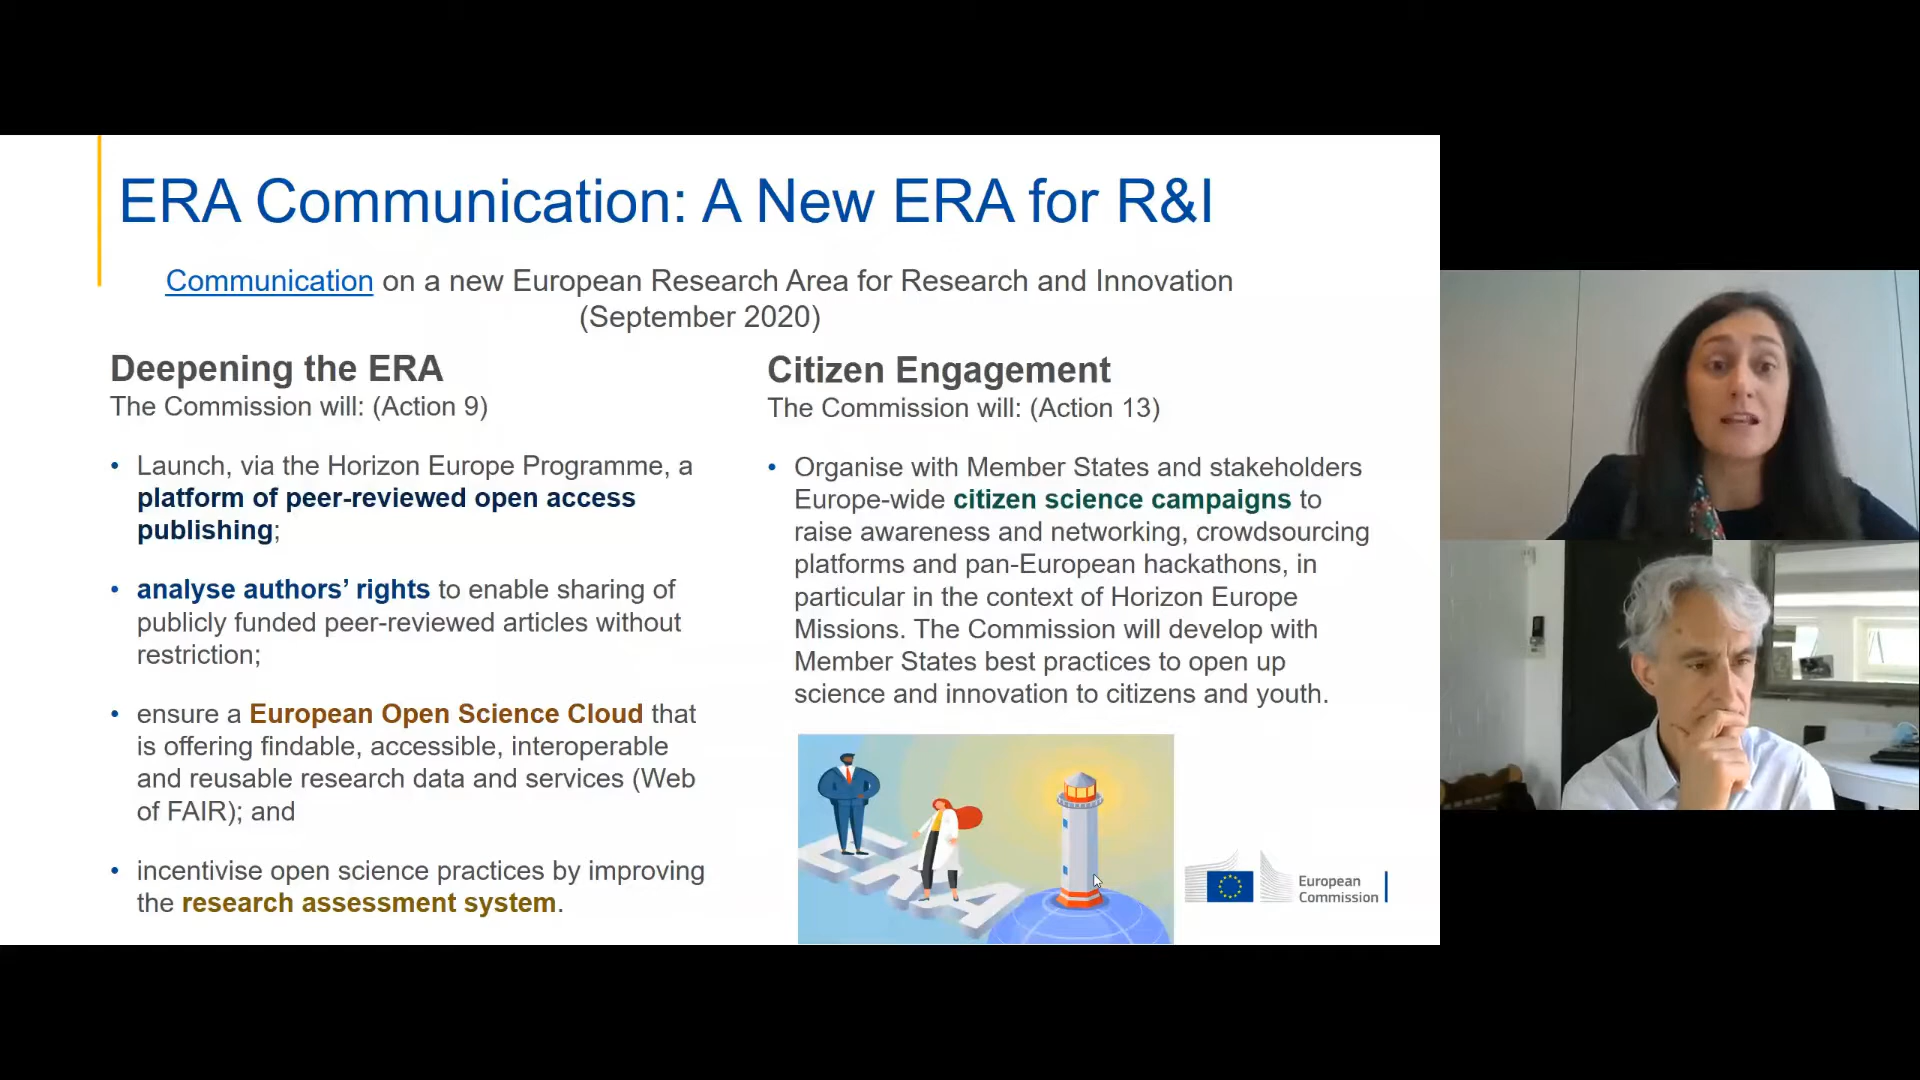 ERA Communication: A New ERA for R&I
Communication on a new European Research Area for Research and Innovation
(September 2020)
Deepening the ERA
The Commission will: (Action 9)
• Launch, via the Horizon Europe Programme, a
platform of peer-reviewed open access
publishing;
• analyse authors’ rights to enable sharing of
publicly funded peer-reviewed articles without
restriction;
• ensure a European Open Science Cloud that
is offering findable, accessible, interoperable
and reusable research data and services (Web
of FAIR); and
• incentivise open science practices by improving
the research assessment system.
Citizen Engagement
The Commission will: (Action 13)
• Organise with Member States and stakeholders
Europe-wide citizen science campaigns to
raise awareness and networking, crowdsourcing
platforms and pan-European hackathons, in
particular in the context of Horizon Europe
Missions. The Commission will develop with
Member States best practices to open up
science and innovation to citizens and youth.
ERA
European
Commission